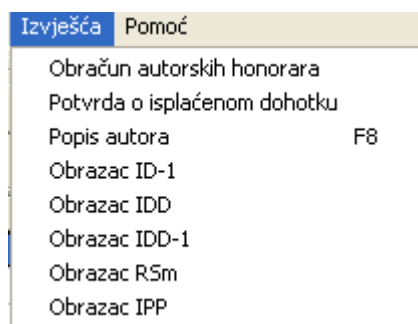 Izvješća Pomoć
Obračun autorskih honorara
Potvrda o isplaćenom dohotku
Popis autora F8
Obrazac ID-1
Obrazac IDD
Obrazac IDD-1
Obrazac RSm
Obrazac IPP